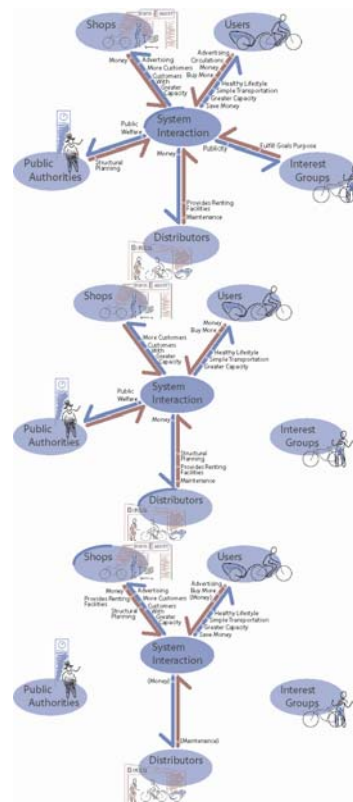 Shops
Users
Advertising
Circulations
Money
Buy More
Advertising
More Customers
Customers
With
Greater
Capacity
Money
Healthy Lifestyle
Simple Transportation
Greater Capacity
Save Money
System
Interaction
Public
Welfare
Publicity
Fulfill Goals Purpose
Money
Structural
Planning
Public
Authorities
Interest
Groups
Provides Renting
Facilities
Maintenance
Distributors
Shops
Users
Money
Buy More
More Customers
Customers
With
Greater
Capacity
Healthy Lifestyle
Simple Transportation
Greater Capacity
System
Interaction
Public
Welfare
Money
Public
Authorities
Interest
Groups
Structural
Planning
Provides Renting
Facilities
Maintenance
Distributors
Shops
Users
Money
Provides Renting
Facilities
Structural
Planning
Advertising
More Customers
Customers
With
Greater
Capacity
Advertising
Buy More
(Money)
Healthy Lifestyle
Simple Transportation
Greater Capacity
Save Money
System
Interaction
(Money)
Public
Authorities
Interest
Groups
(Maintenance)
Distributors